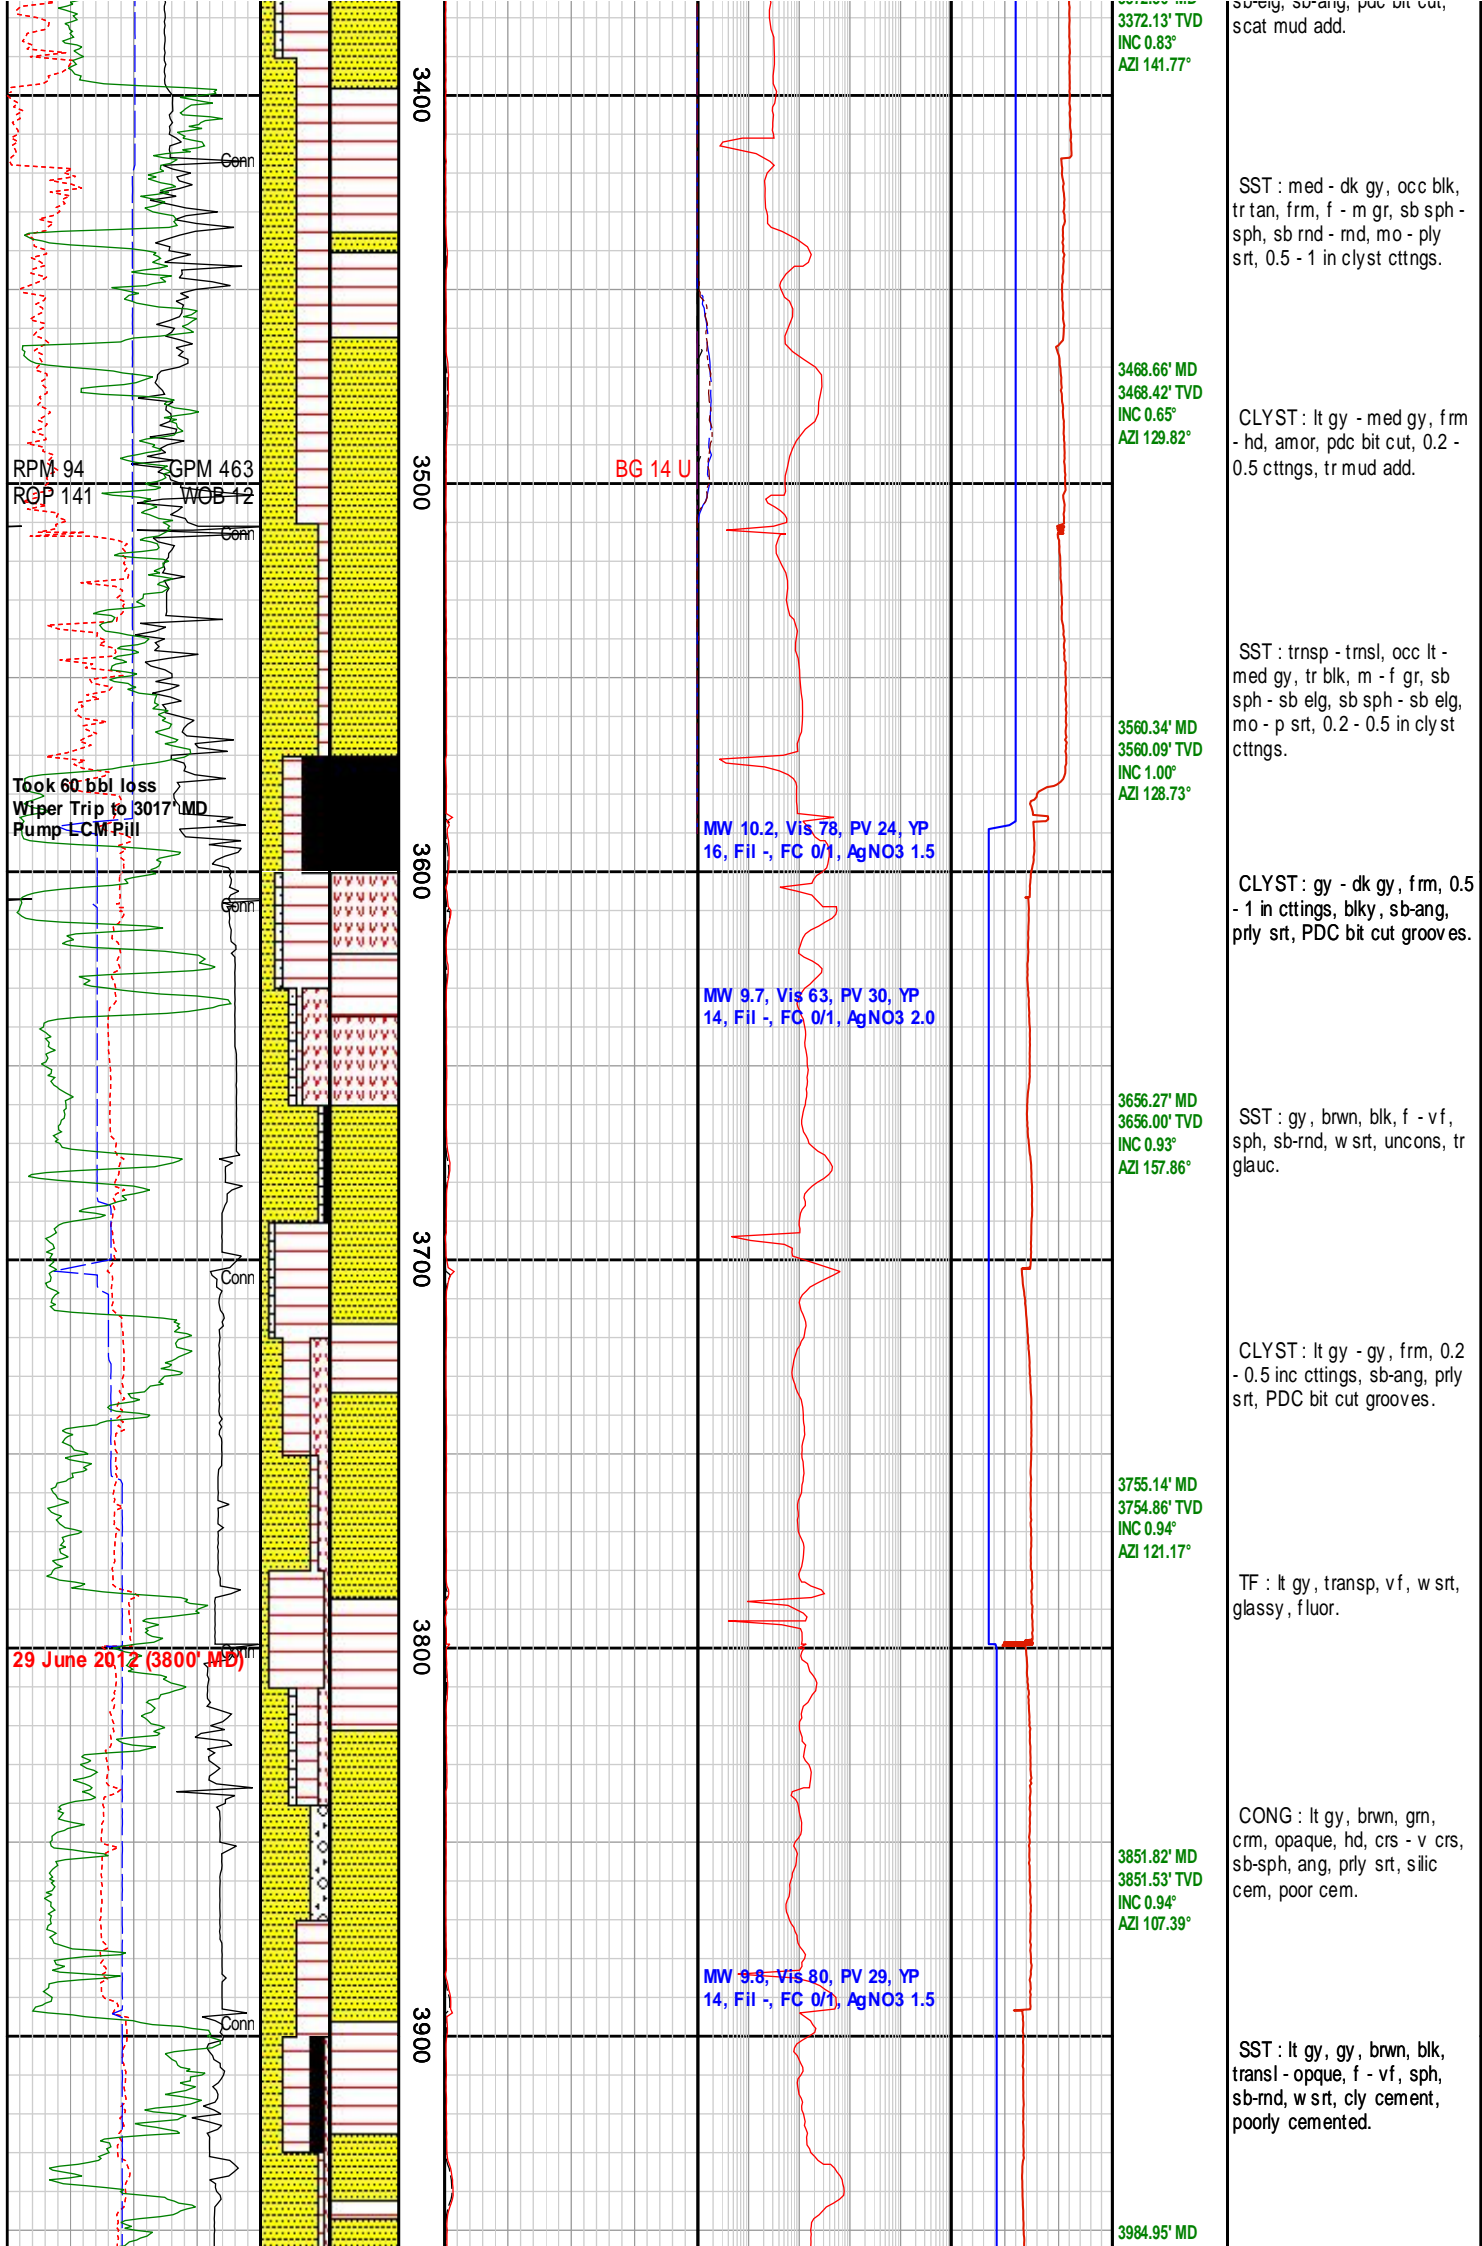 3372.13' TVD
INC 0.83°
AZI 141.77°
sb-elg, sb-ang, pdc bit cut,
scat mud add.
3400
Conn
SST : med - dk gy, occ blk,
tr tan, frm, f - m gr, sb sph -
sph, sb rnd - rnd, mo - ply
srt, 0.5 - 1 in clyst cttngs.
3468.66' MD
3468.42' TVD
INC 0.65°
AZI 129.82°
CLYST : lt gy - med gy, frm
- hd, amor, pdc bit cut, 0.2 -
0.5 cttngs, tr mud add.
RPM 94
GPM 463
ROP 141
WOB 12
BG 14 U
3500
Conn
SST : trnsp - trnsl, occ lt -
med gy, tr blk, m - f gr, sb
sph - sb elg, sb sph - sb elg,
mo - p srt, 0.2 - 0.5 in clyst
cttngs.
3560.34' MD
3560.09' TVD
INC 1.00°
AZI 128.73°
Took 60 bbl loss
Wiper Trip to 3017' MD
Pump LCM Pill
MW 10.2, Vis 78, PV 24, YP
16, Fil -, FC 0/1, AgNO3 1.5
3600
Conn
CLYST : gy - dk gy, frm, 0.5
- 1 in cttings, blky, sb-ang,
prly srt, PDC bit cut grooves.
MW 9.7, Vis 63, PV 30, YP
14, Fil -, FC 0/1, AgNO3 2.0
3656.27' MD
3656.00' TVD
INC 0.93°
AZI 157.86°
SST : gy, brwn, blk, f - vf,
sph, sb-rnd, w srt, uncons, tr
glauc.
3700
Conn
CLYST : lt gy - gy, frm, 0.2
- 0.5 inc cttings, sb-ang, prly
srt, PDC bit cut grooves.
3755.14' MD
3754.86' TVD
INC 0.94°
AZI 121.17°
TF : lt gy, transp, vf, w srt,
glassy, fluor.
3800
Conn
29 June 2012 (3800' MD)
CONG : lt gy, brwn, grn,
crm, opaque, hd, crs - v crs,
sb-sph, ang, prly srt, silic
cem, poor cem.
3851.82' MD
3851.53' TVD
INC 0.94°
AZI 107.39°
MW 9.8, Vis 80, PV 29, YP
14, Fil -, FC 0/1, AgNO3 1.5
Conn
3900
SST : lt gy, gy, brwn, blk,
transl - opque, f - vf, sph,
sb-rnd, w srt, cly cement,
poorly cemented.
3984.95' MD